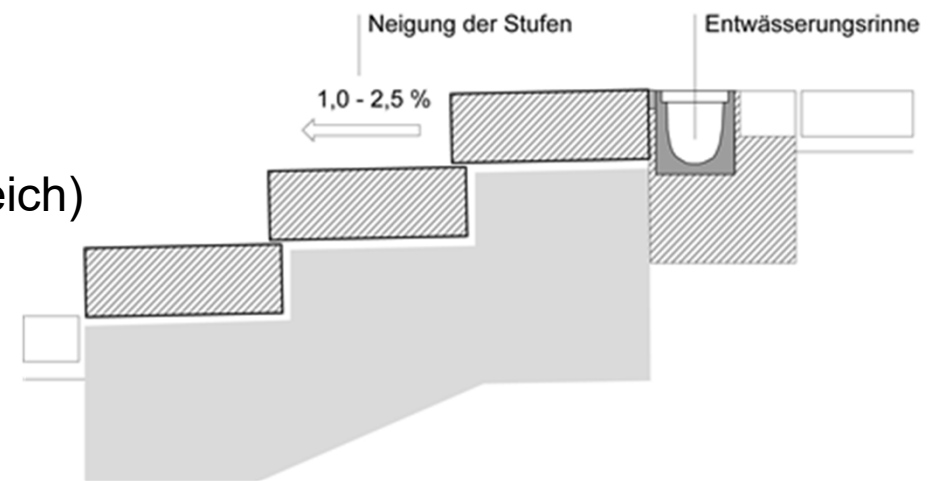 Neigung der Stufen
Entwässerungsrinne
1,0 - 2,5 %
eich)